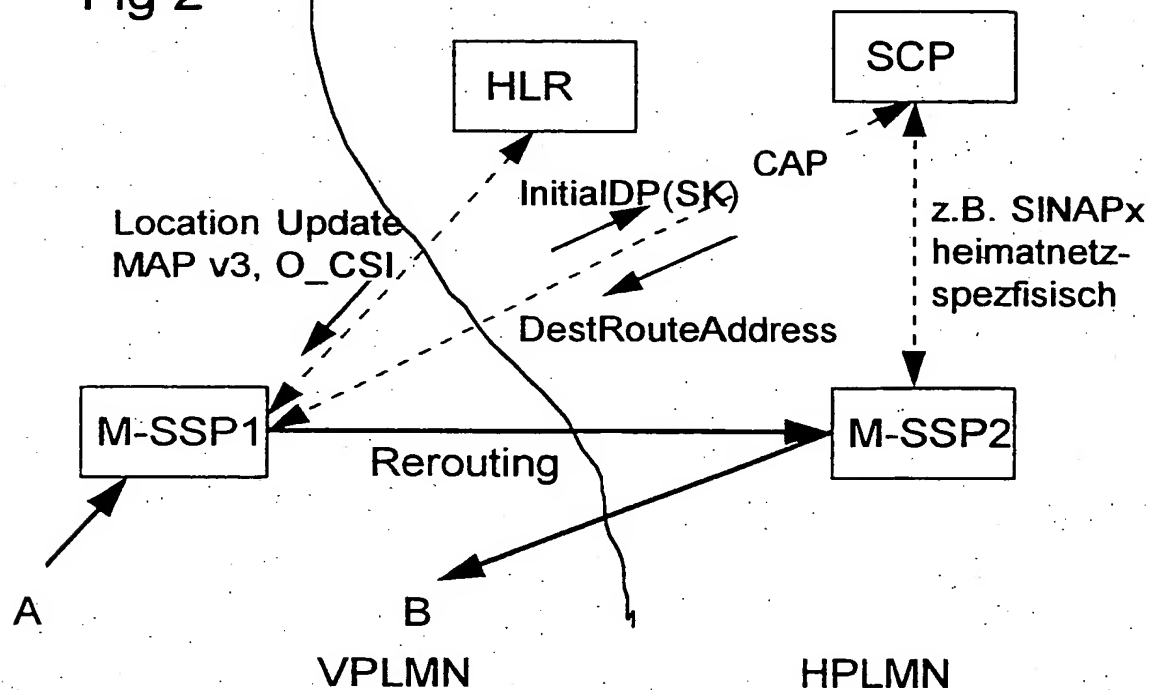 Fig 2
SCP
HLR
CAP
InitialDP(SK)
Location Update
MAP v3, O_CSI
z.B. SINAPx
heimatnetz-
spezfisisch
DestRouteAddress
M-SSP1
M-SSP2
Rerouting
A
B
VPLMN
HPLMN